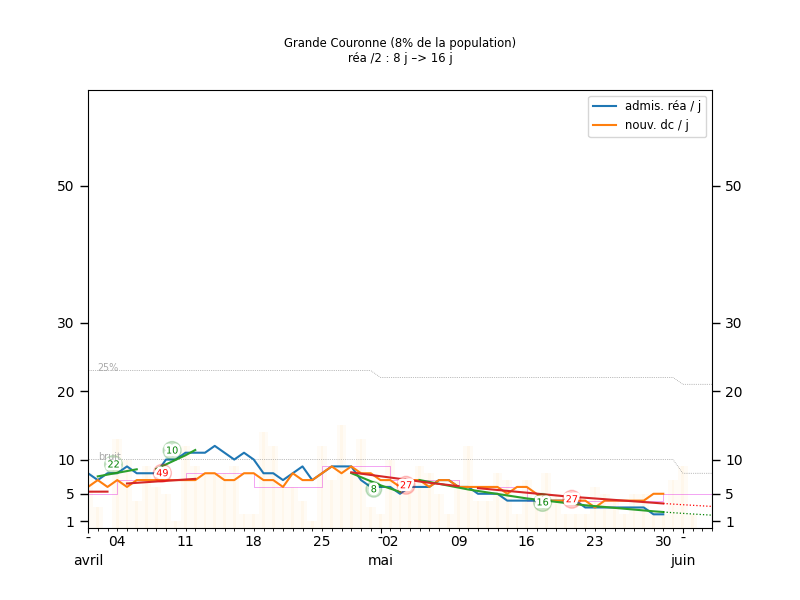 Grande Couronne (8% de la population)
réa /2 : 8 j –> 16 j
admis. réa / j
nouv. dc / j
50 50
30 30
25%
20 20
10
bruit
10 10
22
49
8
27
16
27
5 5
1 1
- 04 11 18 25 -02 09 16 23 30 -
avril mai juin